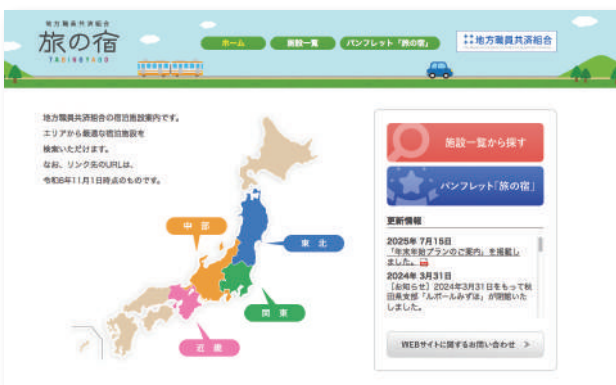 地方職員共済組合
旅の宿
TABINOYADO
ホーム
施設一覧
パンフレット「旅の宿」
地方職員共済組合
地方職員共済組合の宿泊施設案内です。
エリアから最適な宿泊施設を
検索いただけます。
なお、リンク先のURLは、
令和6年11月1日時点のものです。
中 部
東 北
関 東
近 畿
施設一覧から探す
パンフレット「旅の宿」
更新情報
2025年 7月15日
「年末年始プランのご案内」を掲載し
ました。
2024年 3月31日
［お知らせ］2024年3月31日をもって秋
田県支部「ルポールみずほ」が閉館いた
しました。
WEBサイトに関するお問い合わせ ＞